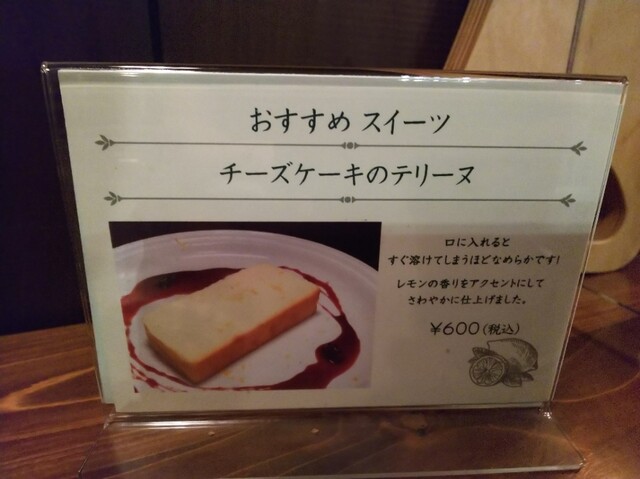 おすすめ スイーツ
チーズケーキのテリーヌ
口に入れると
すぐ溶けてしまうほどなめらかです!
レモンの香りをアクセントにして
さわやかに仕上げました。
¥600(税込)